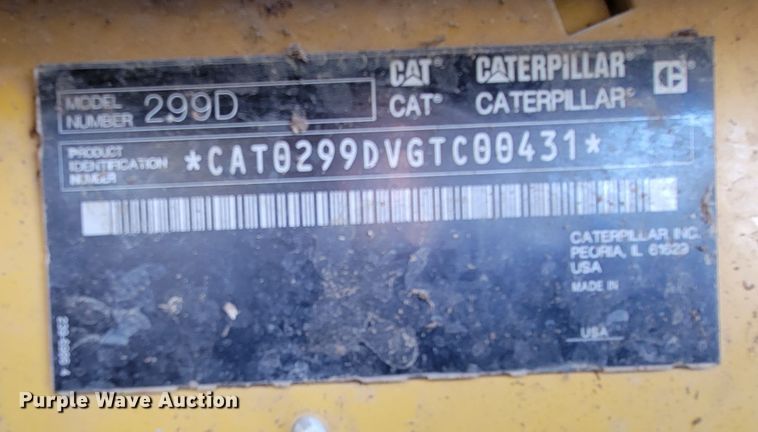 MODEL NUMBER 299D
CAT CATERPILLAR
CAT® CATERPILLAR®
PRODUCT IDENTIFICATION NUMBER *CAT0299DVGTC00431*
CATERPILLAR INC.
PEORIA, IL 61629
USA
MADE IN
USA
Purple Wave Auction